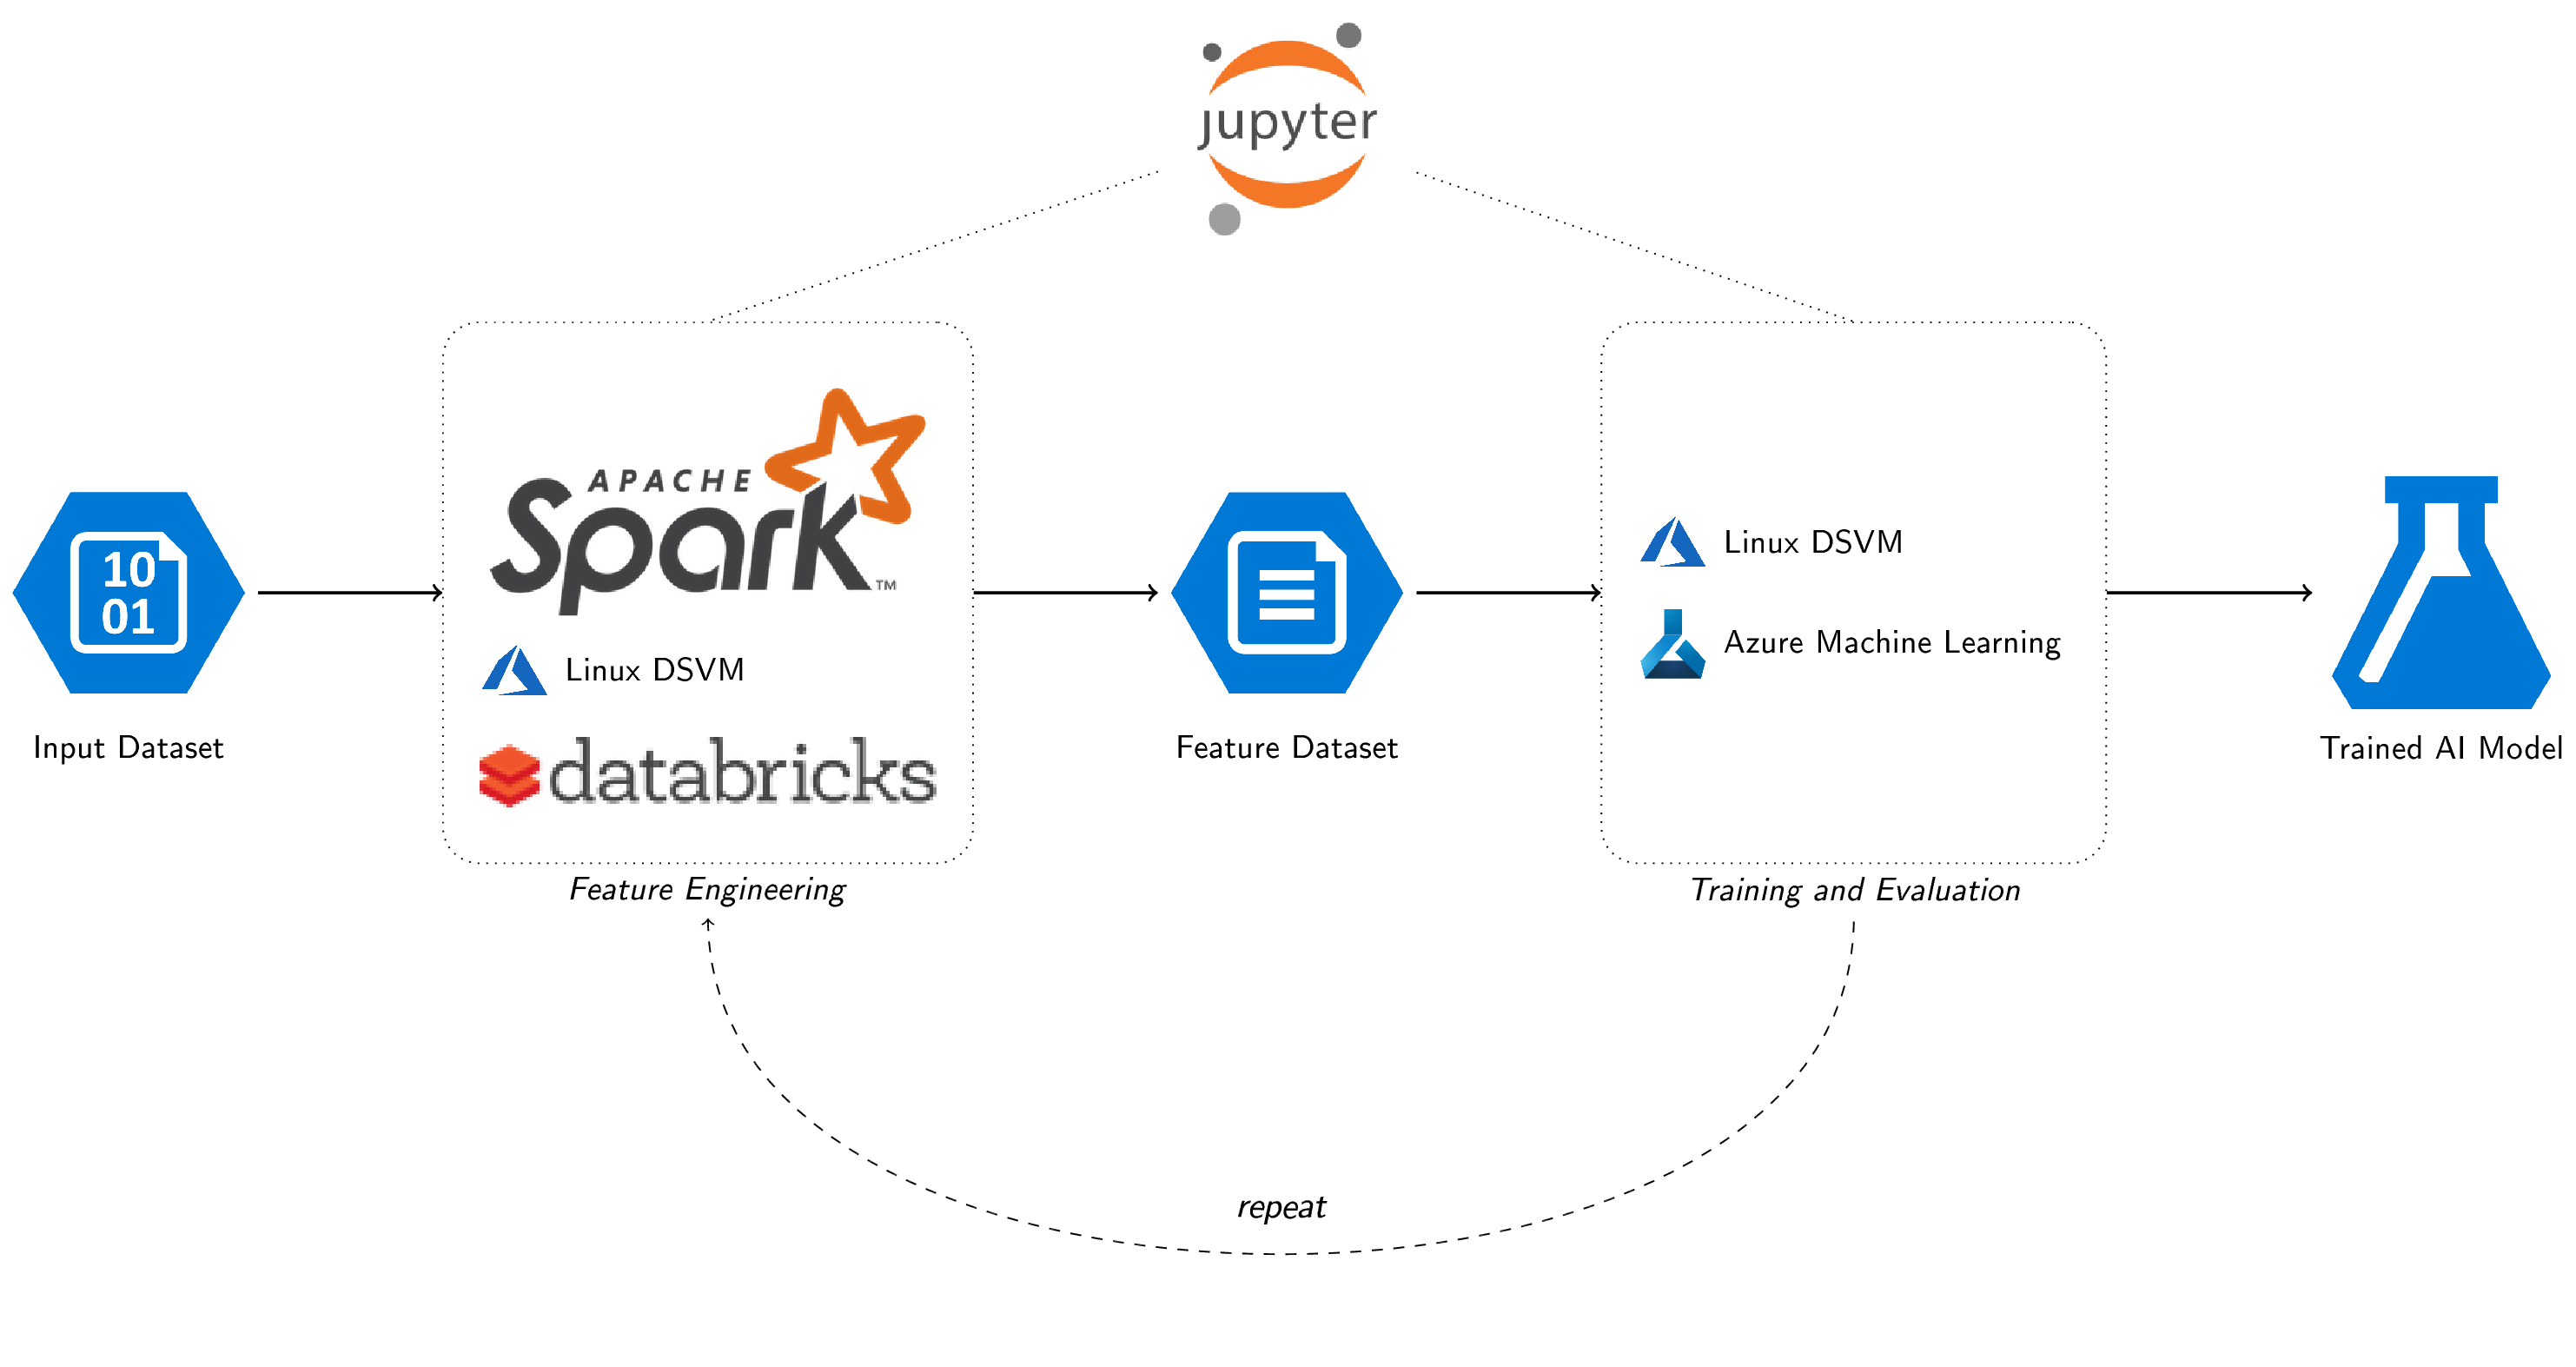 jupyter
APACHE
Spark™
Linux DSVM
databricks
Feature Engineering
10
01
Input Dataset
Feature Dataset
Linux DSVM
Azure Machine Learning
Training and Evaluation
Trained AI Model
repeat